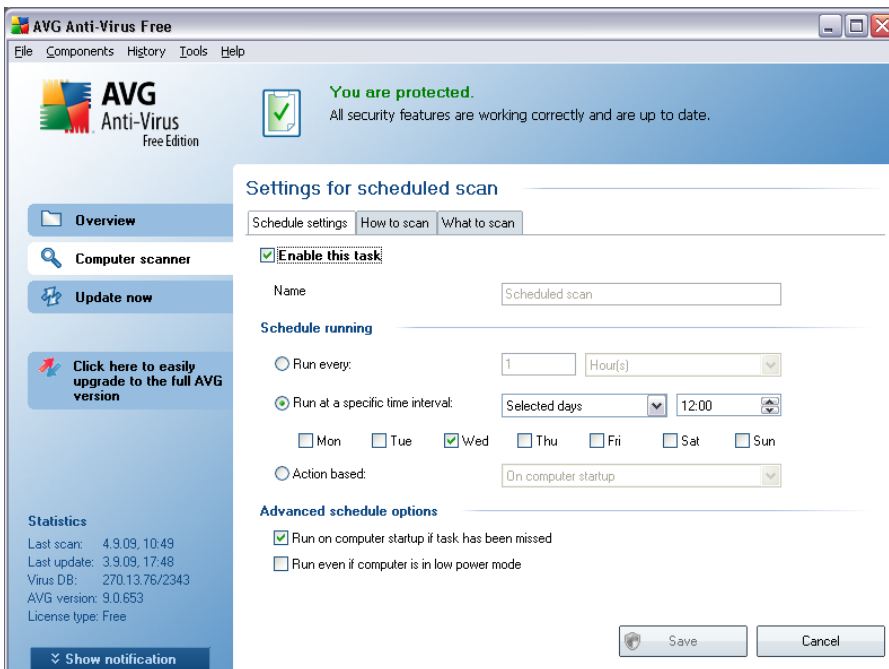 AVG Anti-Virus Free
File Components History Tools Help
AVG
Anti-Virus
Free Edition
You are protected.
All security features are working correctly and are up to date.
Overview
Computer scanner
Update now
Click here to easily
upgrade to the full AVG
version
Statistics
Last scan: 4.9.09, 10:49
Last update: 3.9.09, 17:48
Virus DB: 270.13.76/2343
AVG version: 9.0.653
License type: Free
Show notification
Settings for scheduled scan
Schedule settings How to scan What to scan
Enable this task
Name Scheduled scan
Schedule running
Run every: 1 Hour(s)
Run at a specific time interval: Selected days 12:00
Mon Tue Wed Thu Fri Sat Sun
Action based: On computer startup
Advanced schedule options
Run on computer startup if task has been missed
Run even if computer is in low power mode
Save Cancel